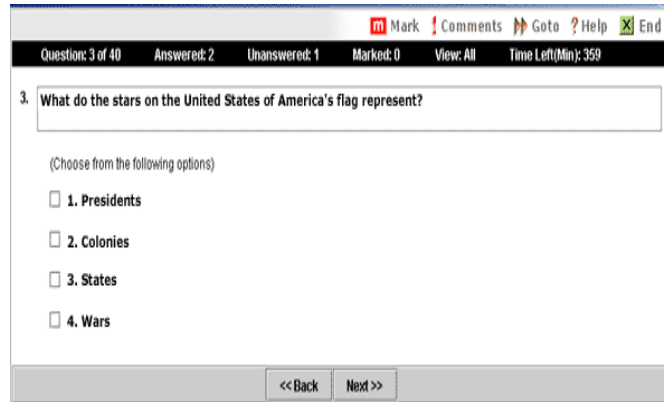 m Mark ! Comments Goto ? Help X End
Question: 3 of 40 Answered: 2 Unanswered: 1 Marked: 0 View: All Time Left(Min): 359
3. What do the stars on the United States of America's flag represent?
(Choose from the following options)
1. Presidents
2. Colonies
3. States
4. Wars
<< Back Next >>